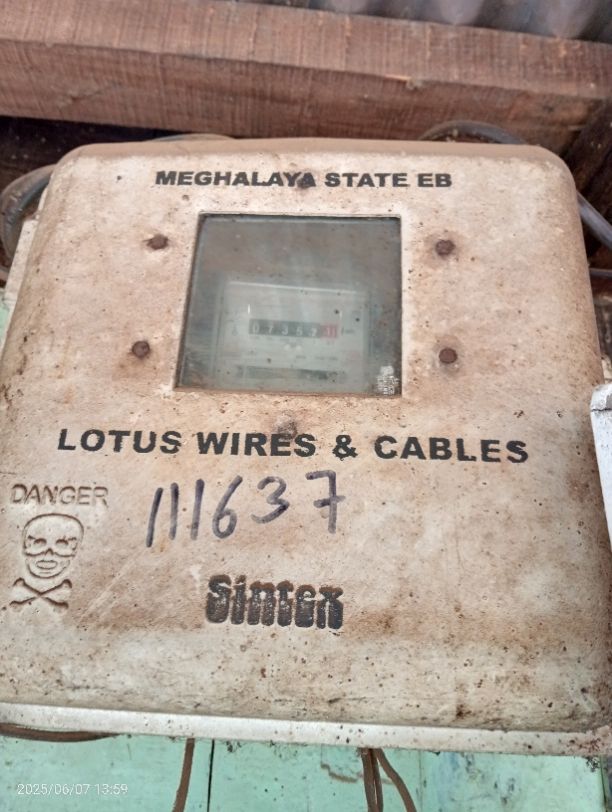 MEGHALAYA STATE EB
LOTUS WIRES & CABLES
DANGER
111637
Sintex
2025/06/07 13:59